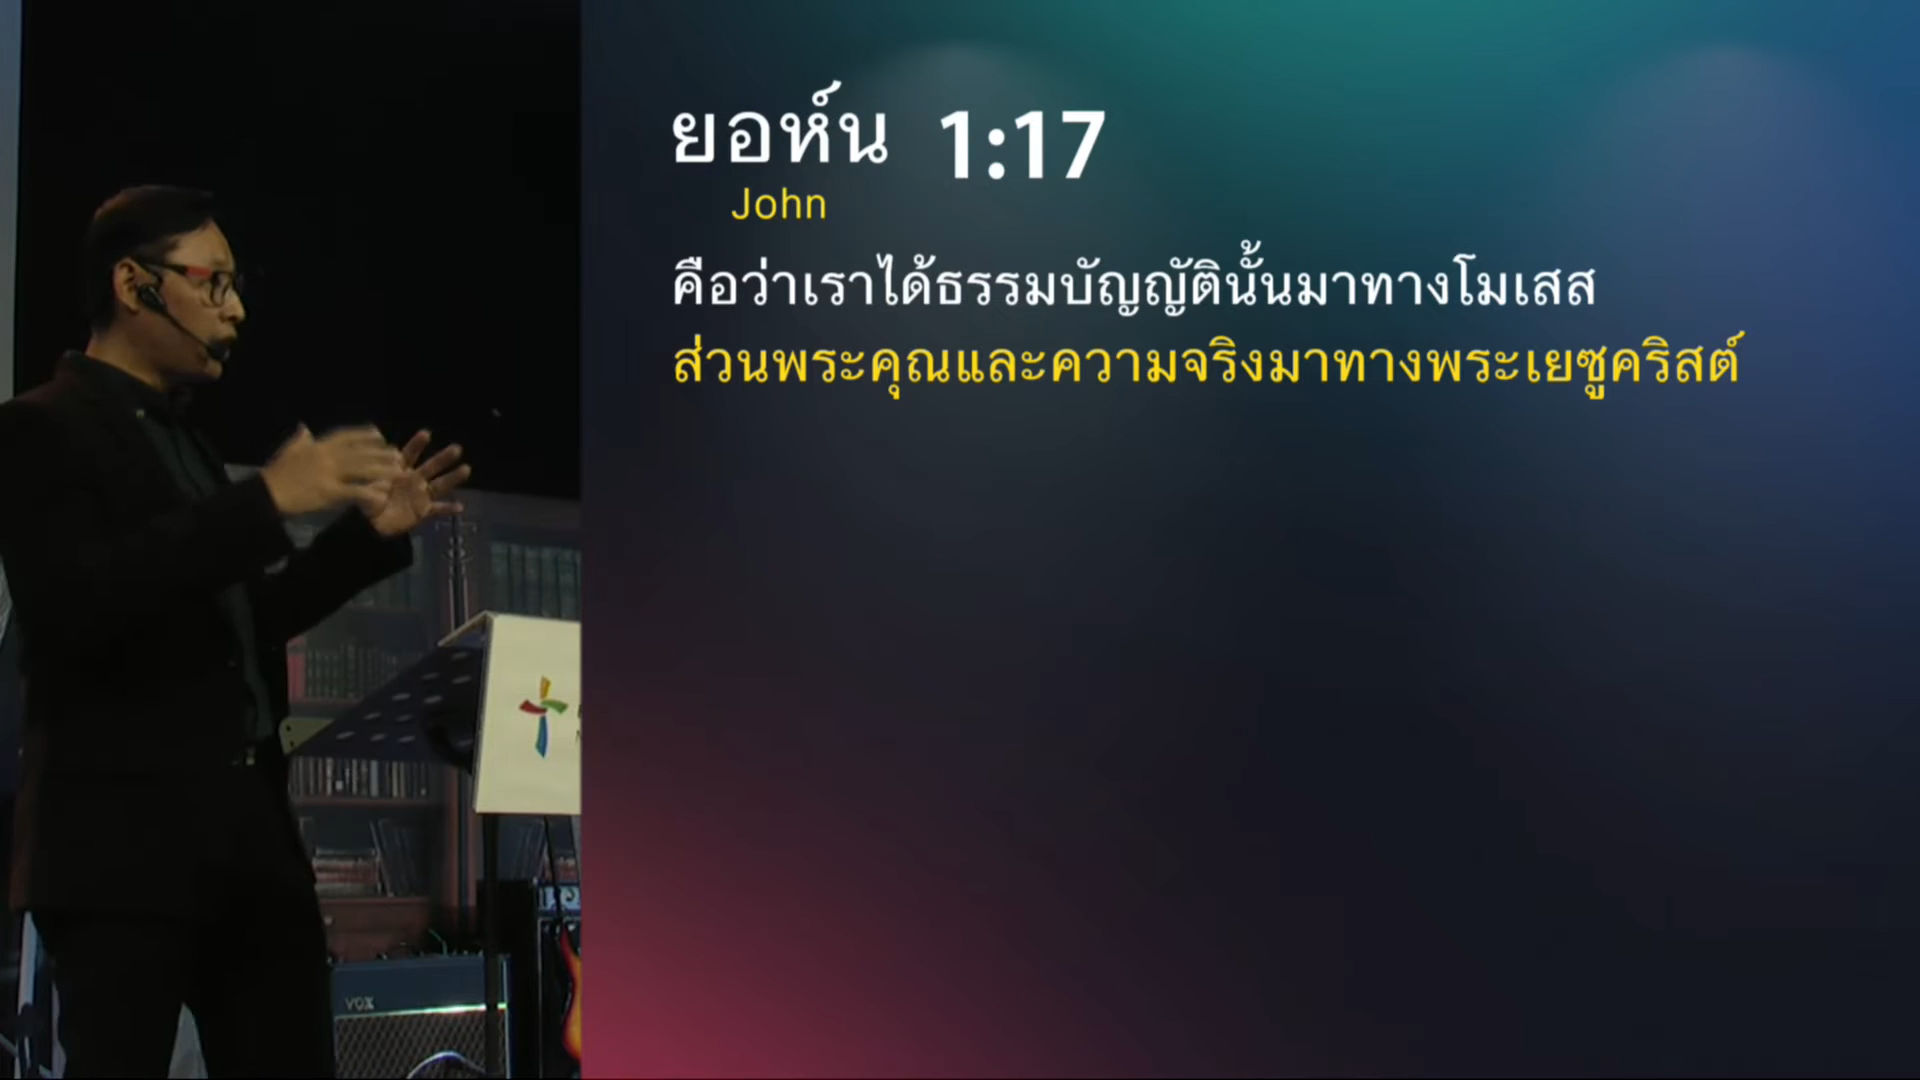 ยอห์น 1:17
John
คือว่าเราได้ธรรมบัญญัตินั้นมาทางโมเสส
ส่วนพระคุณและความจริงมาทางพระเยซูคริสต์
VOX